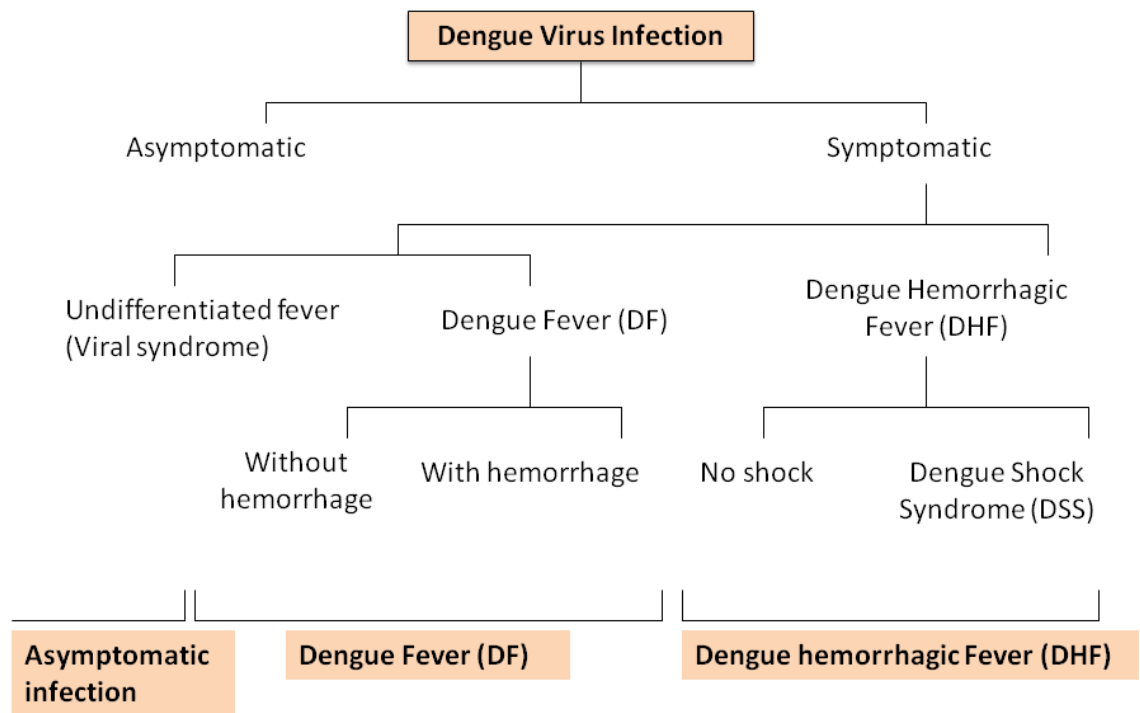 Dengue Virus Infection
Asymptomatic
Symptomatic
Undifferentiated fever
(Viral syndrome)
Dengue Fever (DF)
Dengue Hemorrhagic
Fever (DHF)
Without
hemorrhage
With hemorrhage
No shock
Dengue Shock
Syndrome (DSS)
Asymptomatic
infection
Dengue Fever (DF)
Dengue hemorrhagic Fever (DHF)